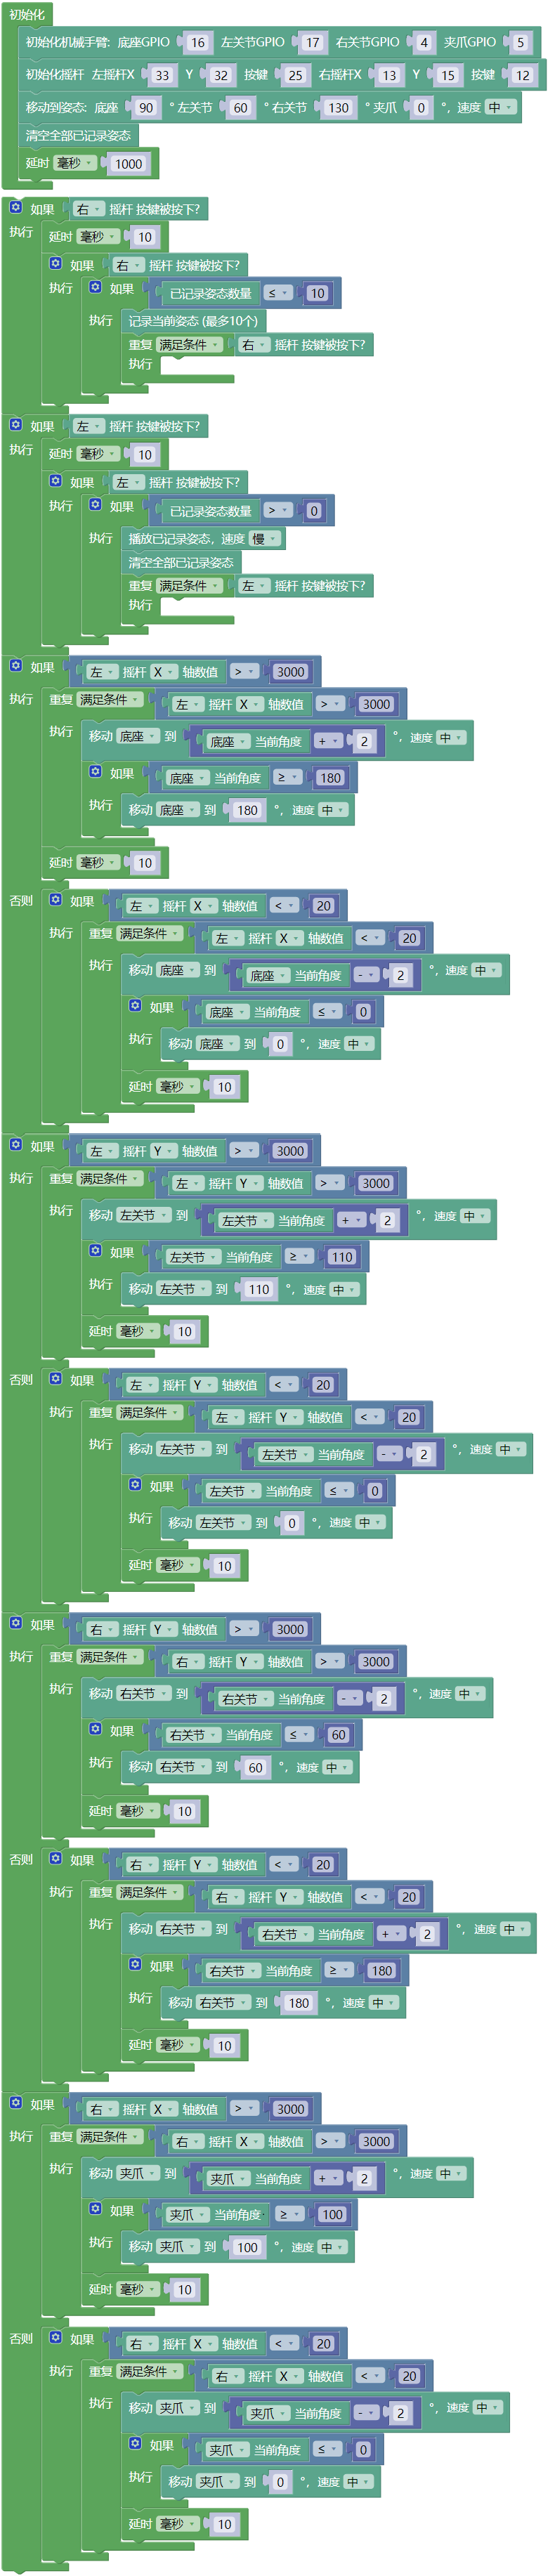 初始化
初始化机械手臂: 底座GPIO 16 左关节GPIO 17 右关节GPIO 4 夹爪GPIO 5
初始化摇杆 左摇杆X 33 Y 32 按键 25 右摇杆X 13 Y 15 按键 12
移动到姿态: 底座 90 ° 左关节 60 ° 右关节 130 ° 夹爪 0 °, 速度 中
清空全部已记录姿态
延时 毫秒 1000
如果 右 摇杆 按键被按下?
执行 延时 毫秒 10
如果 右 摇杆 按键被按下?
执行 如果 已记录姿态数量 ≤ 10
执行 记录当前姿态 (最多10个)
重复 满足条件 右 摇杆 按键被按下?
执行
如果 左 摇杆 按键被按下?
执行 延时 毫秒 10
如果 左 摇杆 按键被按下?
执行 如果 已记录姿态数量 > 0
执行 播放已记录姿态, 速度 慢
清空全部已记录姿态
重复 满足条件 左 摇杆 按键被按下?
执行
如果 左 摇杆 X 轴数值 > 3000
执行 重复 满足条件 左 摇杆 X 轴数值 > 3000
执行 移动 底座 到 底座 当前角度 + 2 °, 速度 中
如果 底座 当前角度 ≥ 180
执行 移动 底座 到 180 °, 速度 中
延时 毫秒 10
否则 如果 左 摇杆 X 轴数值 < 20
执行 重复 满足条件 左 摇杆 X 轴数值 < 20
执行 移动 底座 到 底座 当前角度 - 2 °, 速度 中
如果 底座 当前角度 ≤ 0
执行 移动 底座 到 0 °, 速度 中
延时 毫秒 10
如果 左 摇杆 Y 轴数值 > 3000
执行 重复 满足条件 左 摇杆 Y 轴数值 > 3000
执行 移动 左关节 到 左关节 当前角度 + 2 °, 速度 中
如果 左关节 当前角度 ≥ 110
执行 移动 左关节 到 110 °, 速度 中
延时 毫秒 10
否则 如果 左 摇杆 Y 轴数值 < 20
执行 重复 满足条件 左 摇杆 Y 轴数值 < 20
执行 移动 左关节 到 左关节 当前角度 - 2 °, 速度 中
如果 左关节 当前角度 ≤ 0
执行 移动 左关节 到 0 °, 速度 中
延时 毫秒 10
如果 右 摇杆 Y 轴数值 > 3000
执行 重复 满足条件 右 摇杆 Y 轴数值 > 3000
执行 移动 右关节 到 右关节 当前角度 - 2 °, 速度 中
如果 右关节 当前角度 ≤ 60
执行 移动 右关节 到 60 °, 速度 中
延时 毫秒 10
否则 如果 右 摇杆 Y 轴数值 < 20
执行 重复 满足条件 右 摇杆 Y 轴数值 < 20
执行 移动 右关节 到 右关节 当前角度 + 2 °, 速度 中
如果 右关节 当前角度 ≥ 180
执行 移动 右关节 到 180 °, 速度 中
延时 毫秒 10
如果 右 摇杆 X 轴数值 > 3000
执行 重复 满足条件 右 摇杆 X 轴数值 > 3000
执行 移动 夹爪 到 夹爪 当前角度 + 2 °, 速度 中
如果 夹爪 当前角度 ≥ 100
执行 移动 夹爪 到 100 °, 速度 中
延时 毫秒 10
否则 如果 右 摇杆 X 轴数值 < 20
执行 重复 满足条件 右 摇杆 X 轴数值 < 20
执行 移动 夹爪 到 夹爪 当前角度 - 2 °, 速度 中
如果 夹爪 当前角度 ≤ 0
执行 移动 夹爪 到 0 °, 速度 中
延时 毫秒 10